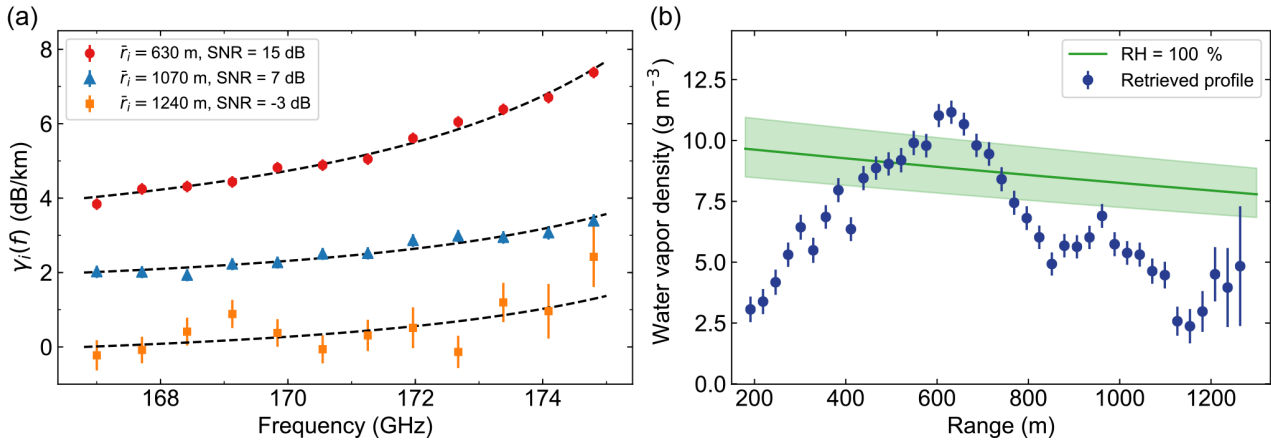 (a)
r̄ᵢ = 630 m, SNR = 15 dB
r̄ᵢ = 1070 m, SNR = 7 dB
r̄ᵢ = 1240 m, SNR = -3 dB
γᵢ(f) (dB/km)
8
6
4
2
0
168
170
172
174
Frequency (GHz)
(b)
RH = 100 %
Retrieved profile
Water vapor density (g m⁻³)
12.5
10.0
7.5
5.0
2.5
0.0
200
400
600
800
1000
1200
Range (m)